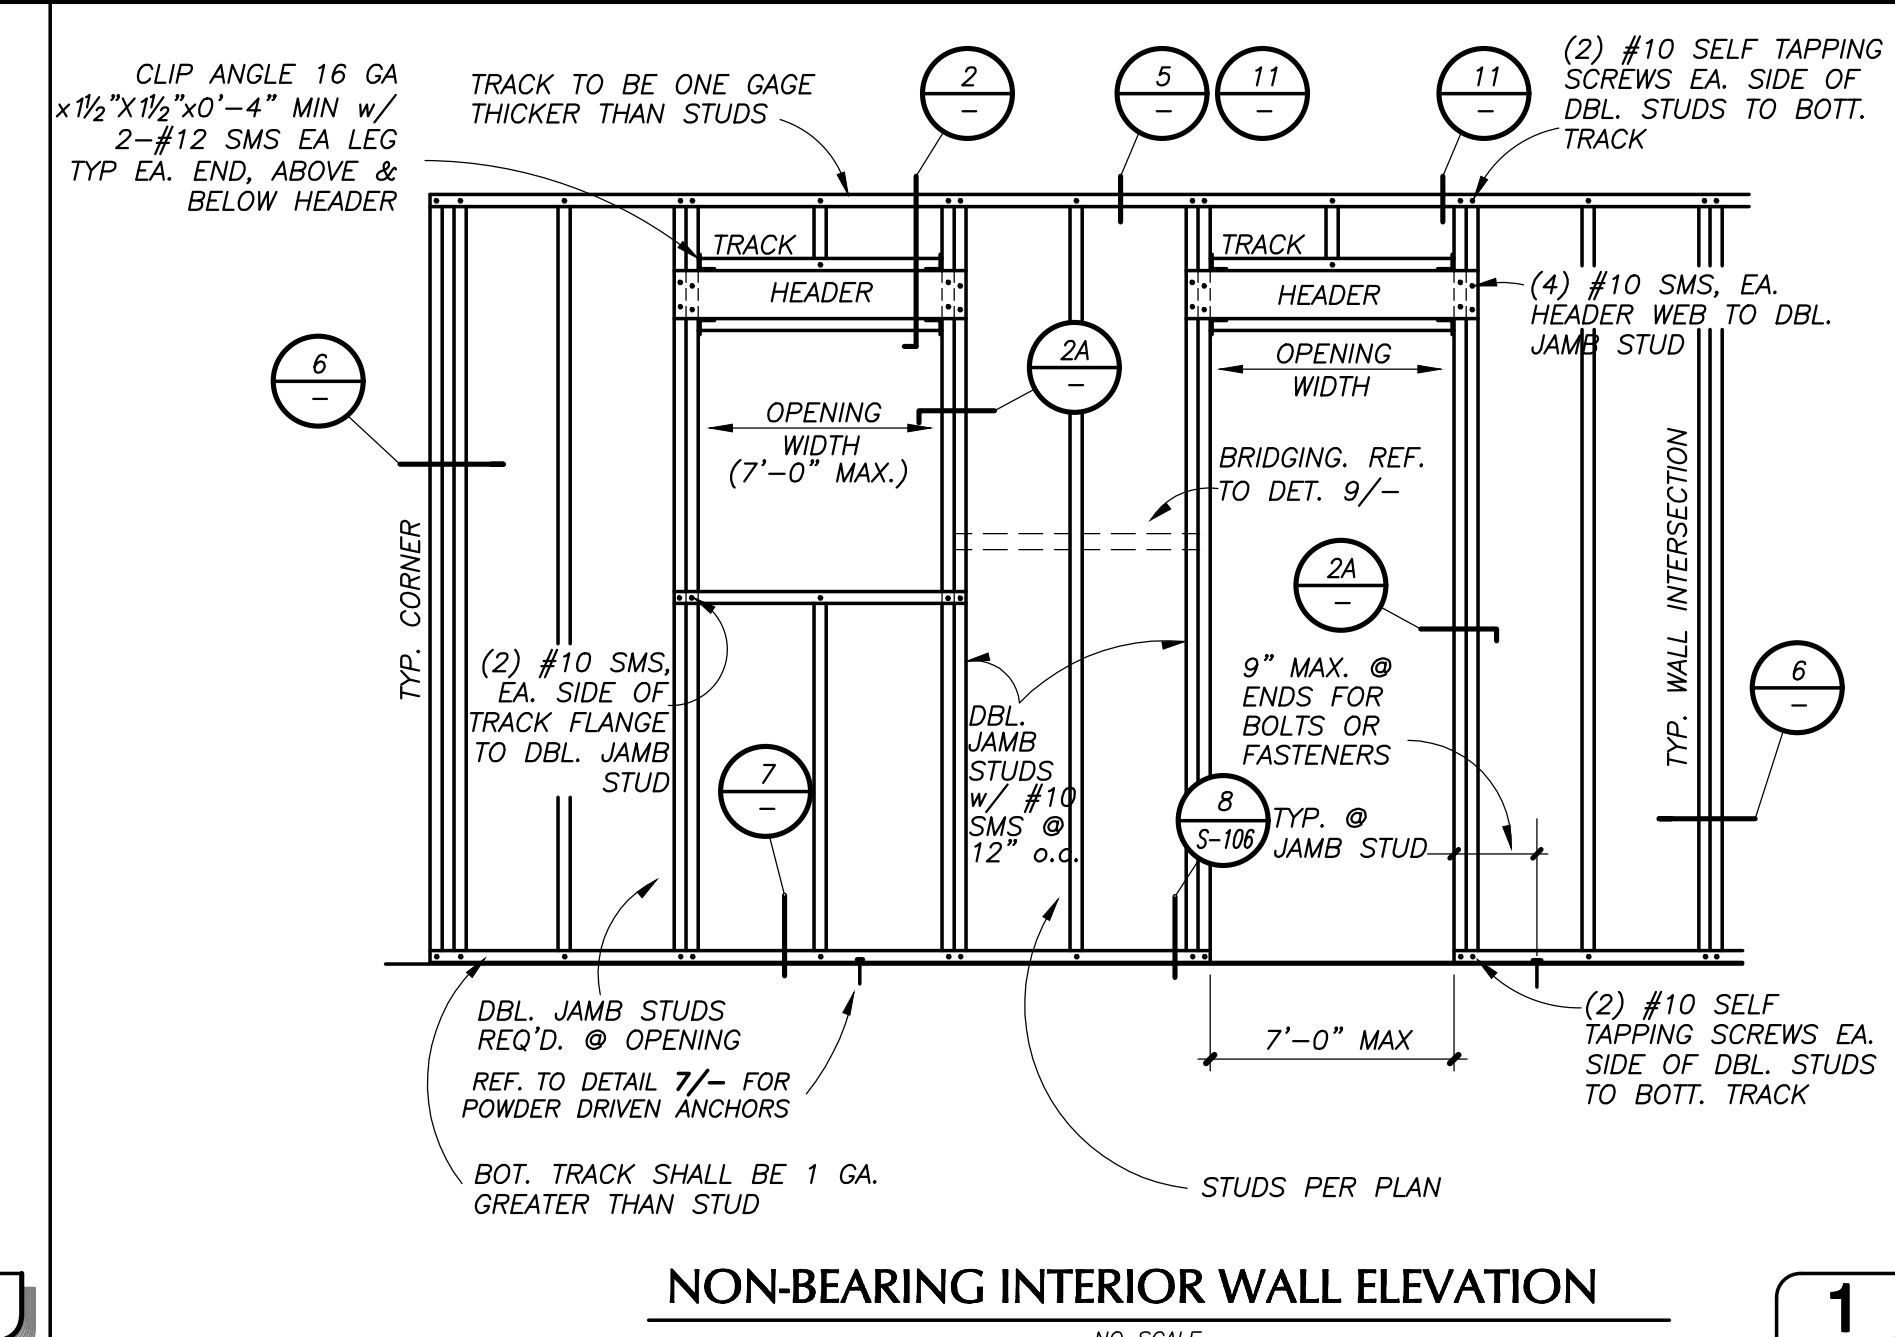 CLIP ANGLE 16 GA
x1½"X1½"x0'-4" MIN w/
2-#12 SMS EA LEG
TYP EA. END, ABOVE &
BELOW HEADER
TRACK TO BE ONE GAGE
THICKER THAN STUDS
2
-
5
-
11
-
11
-
(2) #10 SELF TAPPING
SCREWS EA. SIDE OF
DBL. STUDS TO BOTT.
TRACK
TRACK
HEADER
TRACK
HEADER
(4) #10 SMS, EA.
HEADER WEB TO DBL.
JAMB STUD
6
-
2A
-
OPENING
WIDTH
(7'-0" MAX.)
OPENING
WIDTH
BRIDGING. REF.
TO DET. 9/-
TYP. CORNER
TYP. WALL INTERSECTION
2A
-
(2) #10 SMS,
EA. SIDE OF
TRACK FLANGE
TO DBL. JAMB
STUD
7
-
DBL.
JAMB
STUDS
w/ #10
SMS @
12" o.c.
9" MAX. @
ENDS FOR
BOLTS OR
FASTENERS
6
-
8
S-106
TYP. @
JAMB STUD
DBL. JAMB STUDS
REQ'D. @ OPENING
REF. TO DETAIL 7/- FOR
POWDER DRIVEN ANCHORS
BOT. TRACK SHALL BE 1 GA.
GREATER THAN STUD
7'-0" MAX
STUDS PER PLAN
(2) #10 SELF
TAPPING SCREWS EA.
SIDE OF DBL. STUDS
TO BOTT. TRACK
NON-BEARING INTERIOR WALL ELEVATION
NO SCALE
1